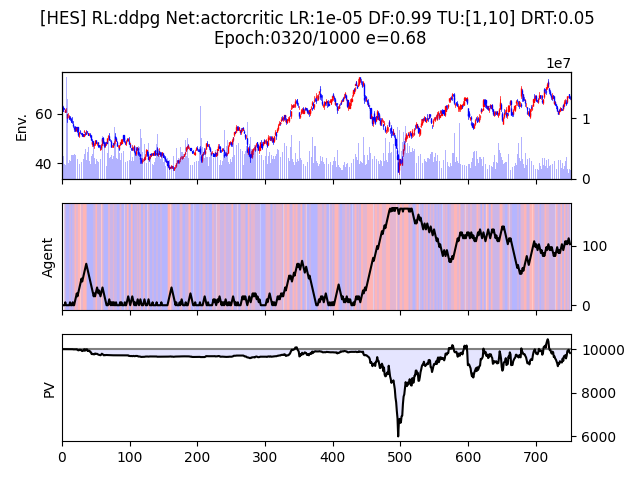 [HES] RL:ddpg Net:actorcritic LR:1e-05 DF:0.99 TU:[1,10] DRT:0.05
Epoch:0320/1000 e=0.68
1e7
Env.
60
40
1
0
Agent
100
0
PV
10000
8000
6000
0 100 200 300 400 500 600 700